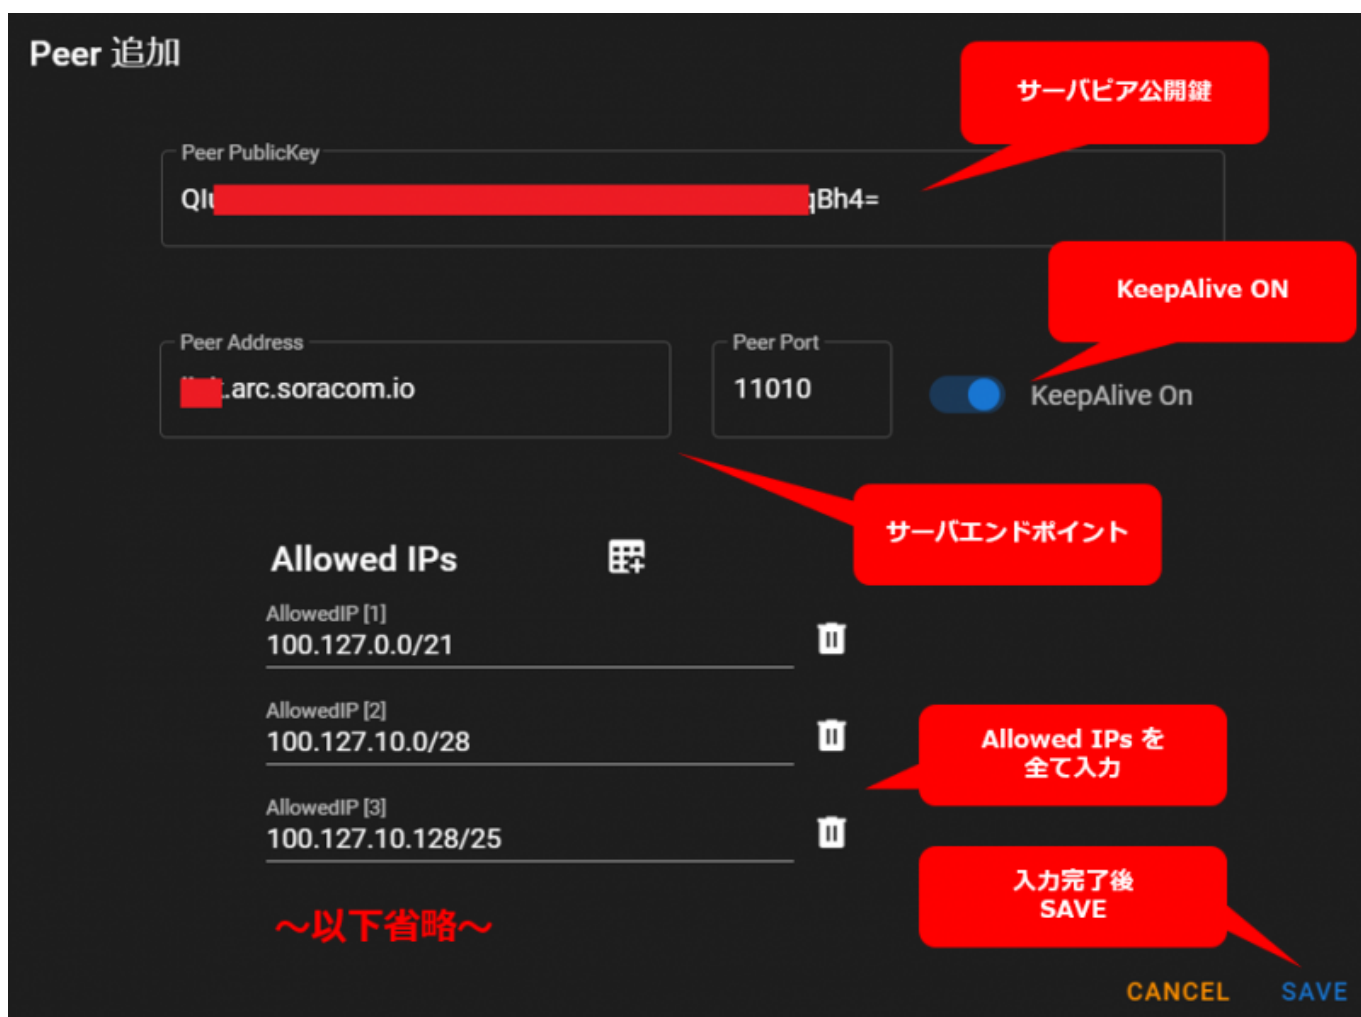 Peer 追加
サーバピア公開鍵
Peer PublicKey
qBh4=
KeepAlive ON
Peer Address
Peer Port
.arc.soracom.io
11010
KeepAlive On
サーバエンドポイント
Allowed IPs
AllowedIP [1]
100.127.0.0/21
AllowedIP [2]
100.127.10.0/28
Allowed IPs を
全て入力
AllowedIP [3]
100.127.10.128/25
入力完了後
SAVE
～以下省略～
CANCEL
SAVE